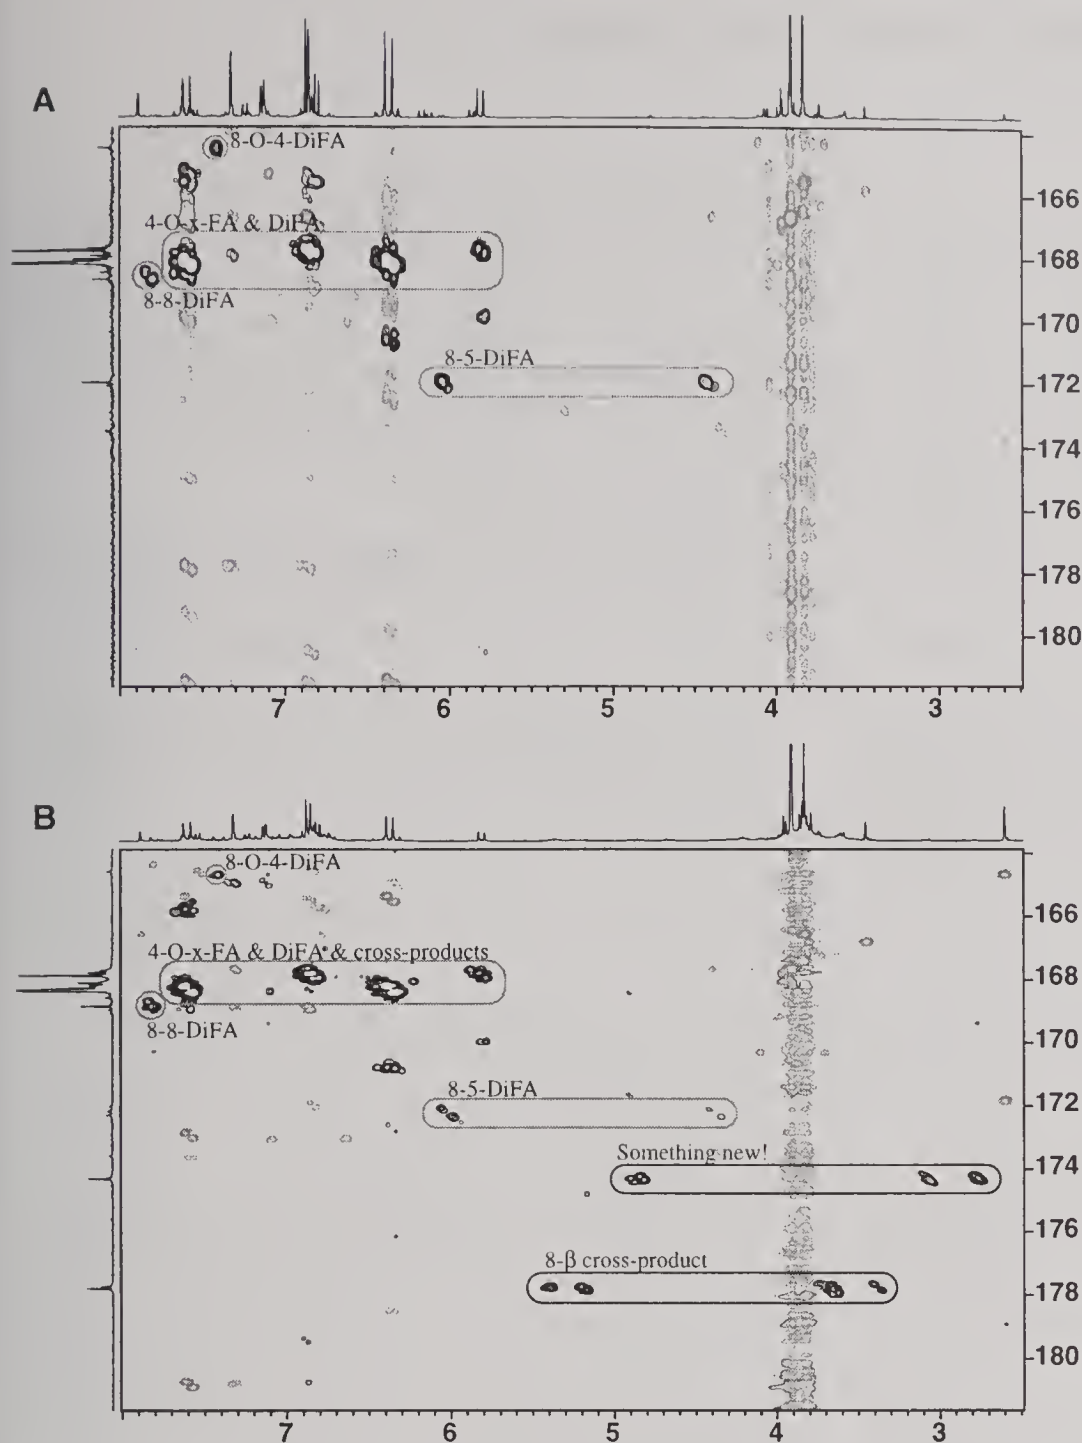 A
8-O-4-DiFA
166
4-O-x-FA & DiFA
168
8-8-DiFA
170
8-5-DiFA
172
174
176
178
180
7 6 5 4 3
B
8-O-4-DiFA
166
4-O-x-FA & DiFA & cross-products
168
8-8-DiFA
170
8-5-DiFA
172
Something new!
174
176
8-β cross-product
178
180
7 6 5 4 3